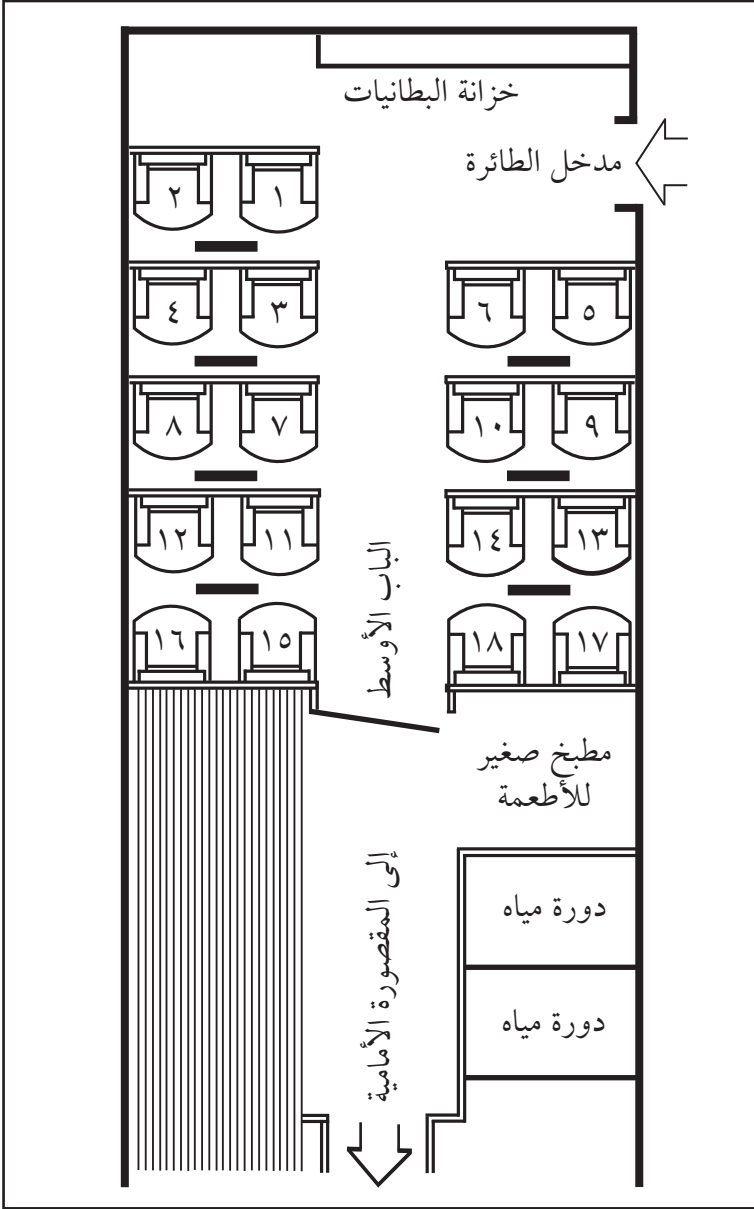 خزانة البطانيات
مدخل الطائرة
١
٢
٥
٦
٣
٤
٩
١٠
٧
٨
١٣
١٤
١١
١٢
الباب الأوسط
١٧
١٨
١٥
١٦
مطبخ صغير
للأطعمة
دورة مياه
إلى المقصورة الأمامية
دورة مياه